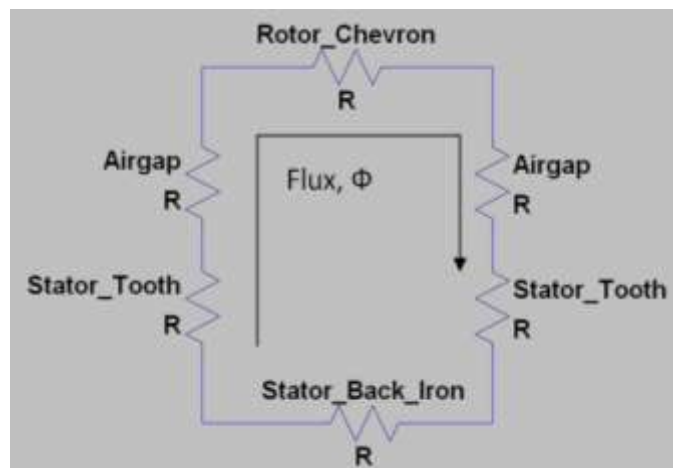 Rotor_Chevron
R
Airgap
R
Airgap
R
Flux, Φ
Stator_Tooth
R
Stator_Tooth
R
Stator_Back_Iron
R